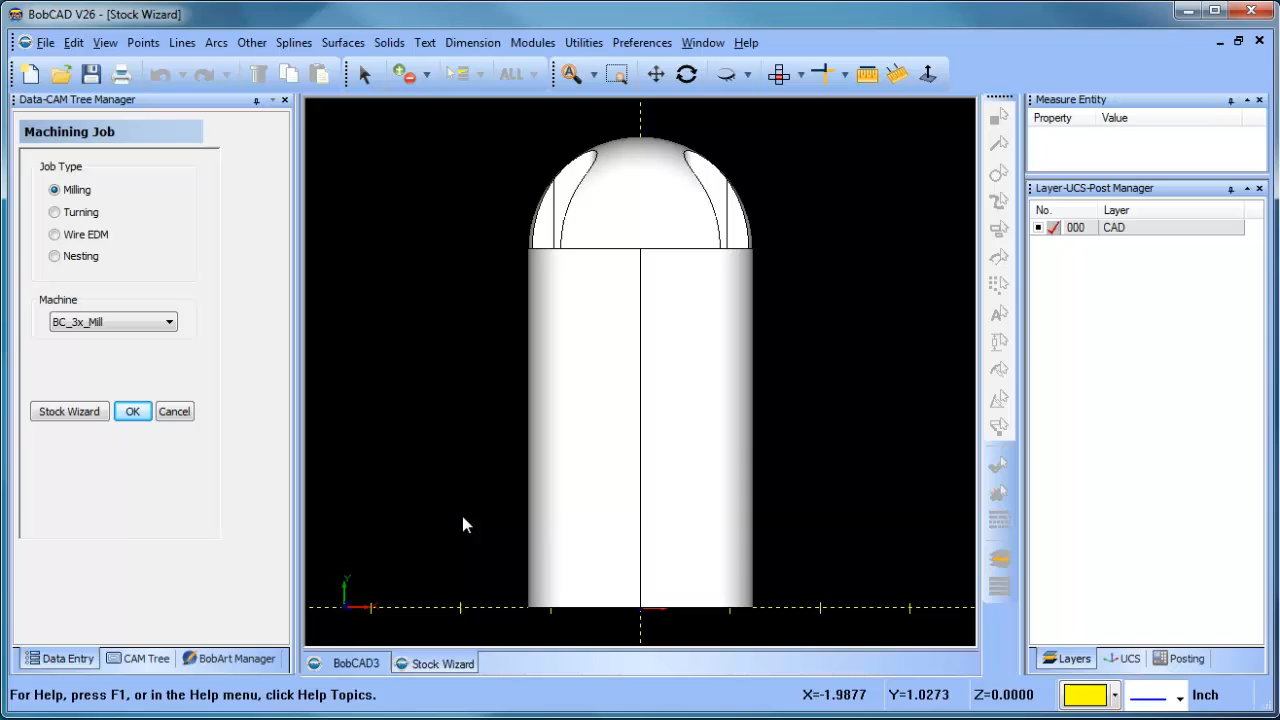 BobCAD V26 - [Stock Wizard]
File Edit View Points Lines Arcs Other Splines Surfaces Solids Text Dimension Modules Utilities Preferences Window Help
ALL
Data-CAM Tree Manager
Machining Job
Job Type
Milling
Turning
Wire EDM
Nesting
Machine
BC_3x_Mill
Stock Wizard OK Cancel
Data Entry CAM Tree BobArt Manager
Y
BobCAD3 Stock Wizard
Measure Entity
Property Value
Layer-UCS-Post Manager
No. Layer
000 CAD
Layers UCS Posting
For Help, press F1, or in the Help menu, click Help Topics. X=-1.9877 Y=1.0273 Z=0.0000 Inch